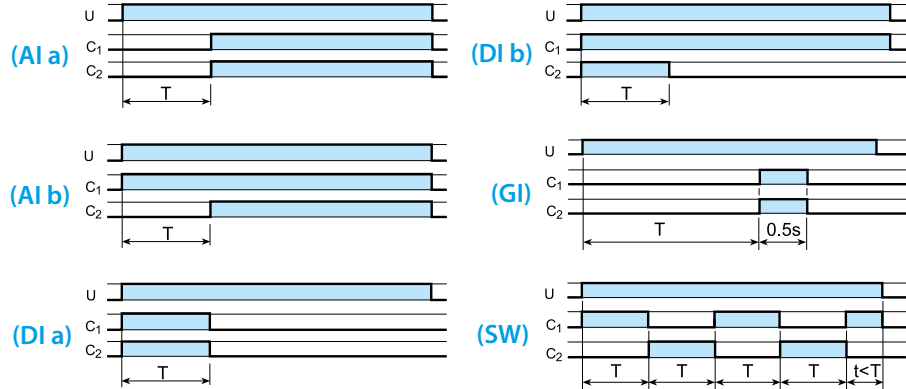 (AI a)
U
C1
C2
T
(DI b)
U
C1
C2
T
(AI b)
U
C1
C2
T
(GI)
U
C1
C2
T
0.5s
(DI a)
U
C1
C2
T
(SW)
U
C1
C2
T T T T t<T